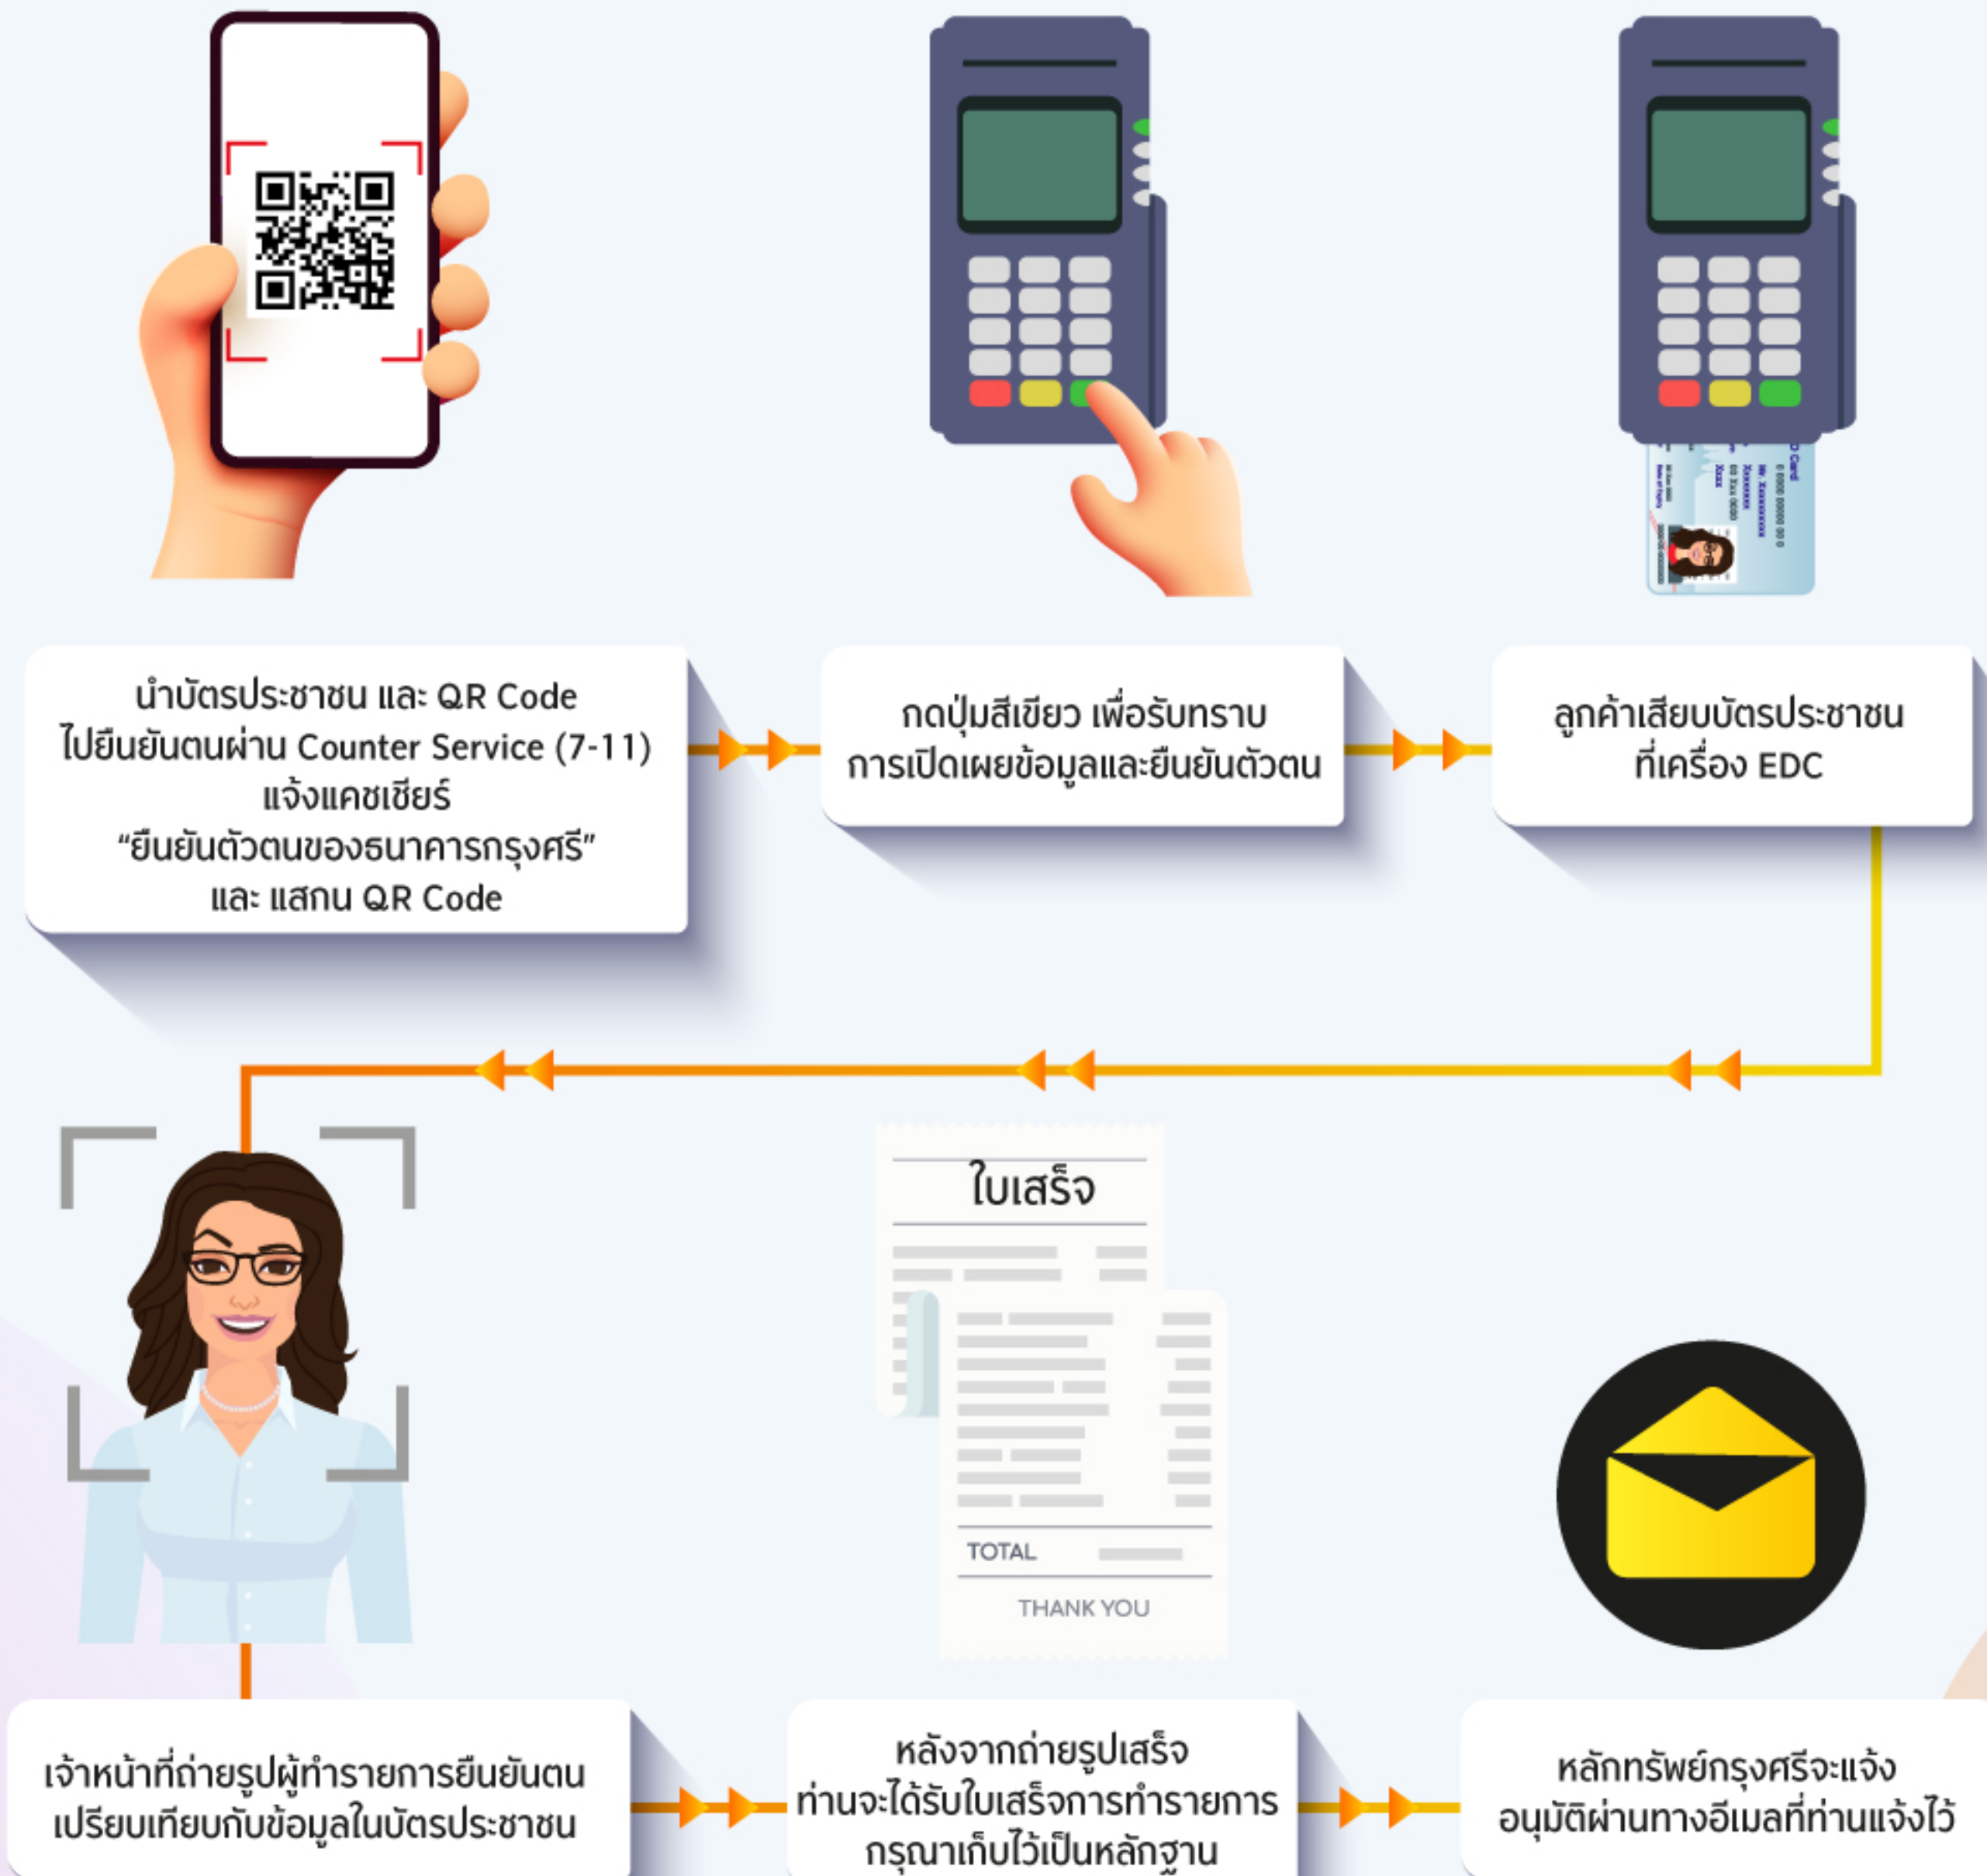 นำบัตรประชาชน และ QR Code
ไปยืนยันตนผ่าน Counter Service (7-11)
แจ้งแคชเชียร์
“ยืนยันตัวตนของธนาคารกรุงศรี”
และ แสกน QR Code
กดปุ่มสีเขียว เพื่อรับทราบ
การเปิดเผยข้อมูลและยืนยันตัวตน
ลูกค้าเสียบบัตรประชาชน
ที่เครื่อง EDC
ใบเสร็จ
TOTAL
THANK YOU
เจ้าหน้าที่ถ่ายรูปผู้ทำรายการยืนยันตน
เปรียบเทียบกับข้อมูลในบัตรประชาชน
หลังจากถ่ายรูปเสร็จ
ท่านจะได้รับใบเสร็จการทำรายการ
กรุณาเก็บไว้เป็นหลักฐาน
หลักทรัพย์กรุงศรีจะแจ้ง
อนุมัติผ่านทางอีเมลที่ท่านแจ้งไว้